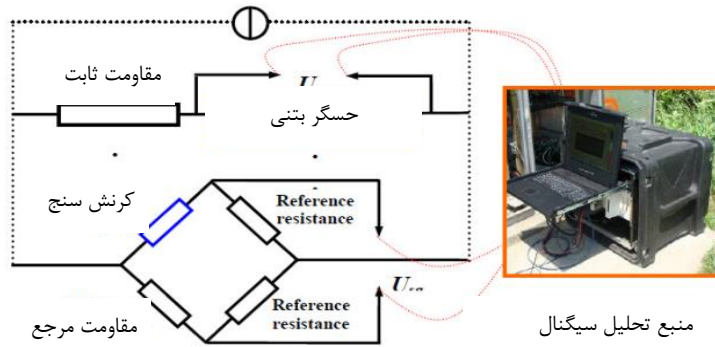 مقاومت ثابت
U
حسگر بتنی
کرنش سنج
Reference
resistance
Reference
resistance
مقاومت مرجع
منبع تحلیل سیگنال